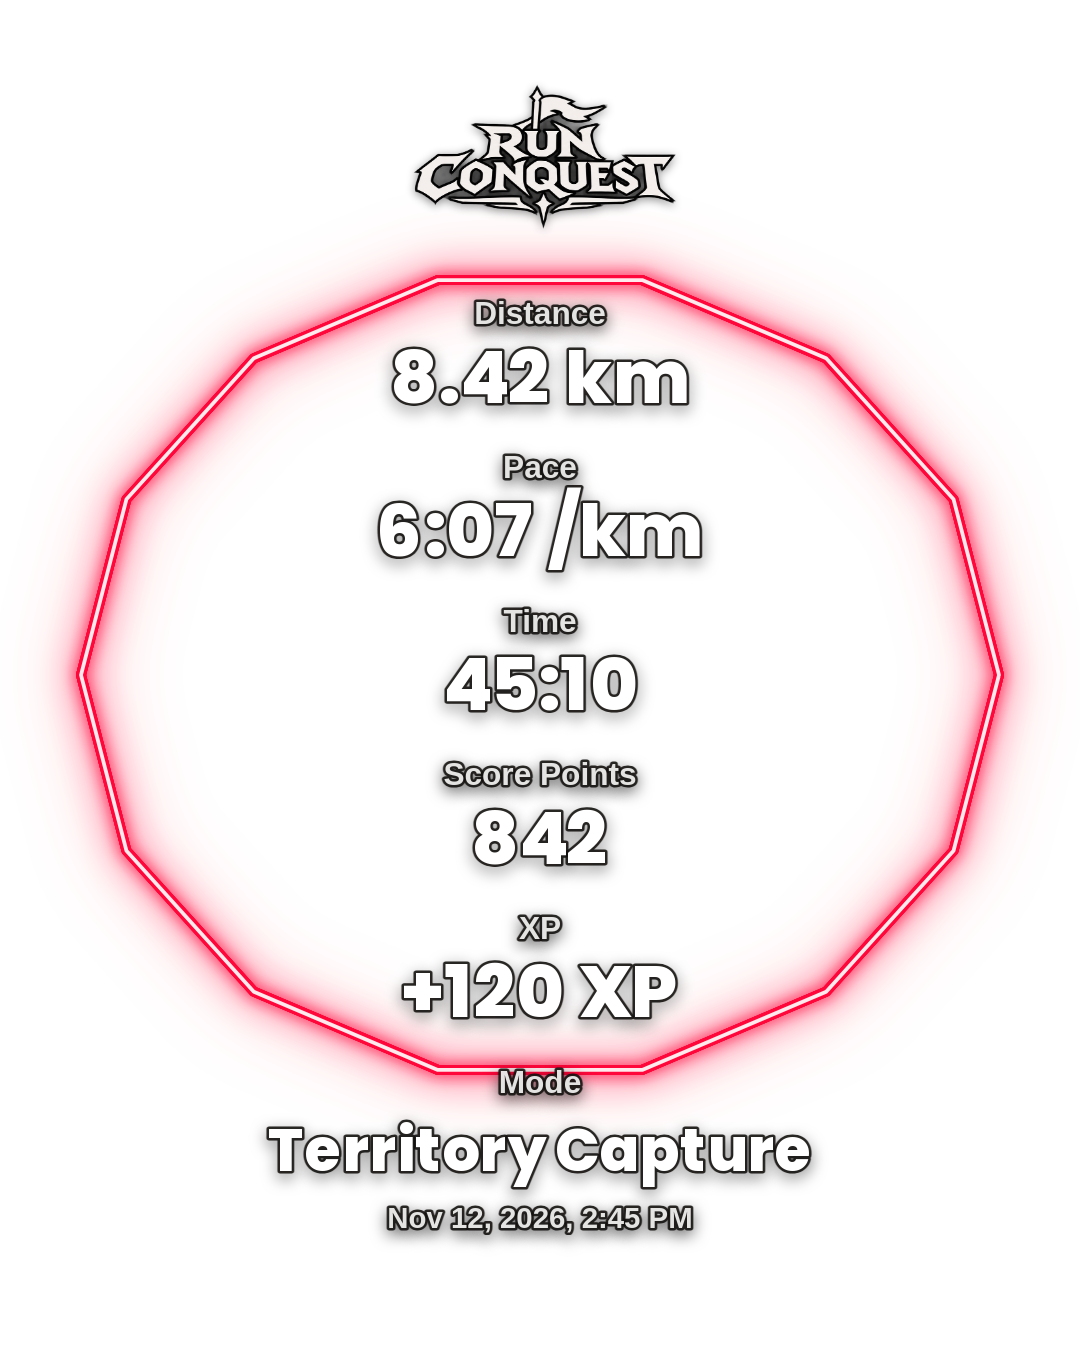 RUN
CONQUEST
Distance
8.42 km
Pace
6:07 /km
Time
45:10
Score Points
842
XP
+120 XP
Mode
Territory Capture
Nov 12, 2026, 2:45 PM